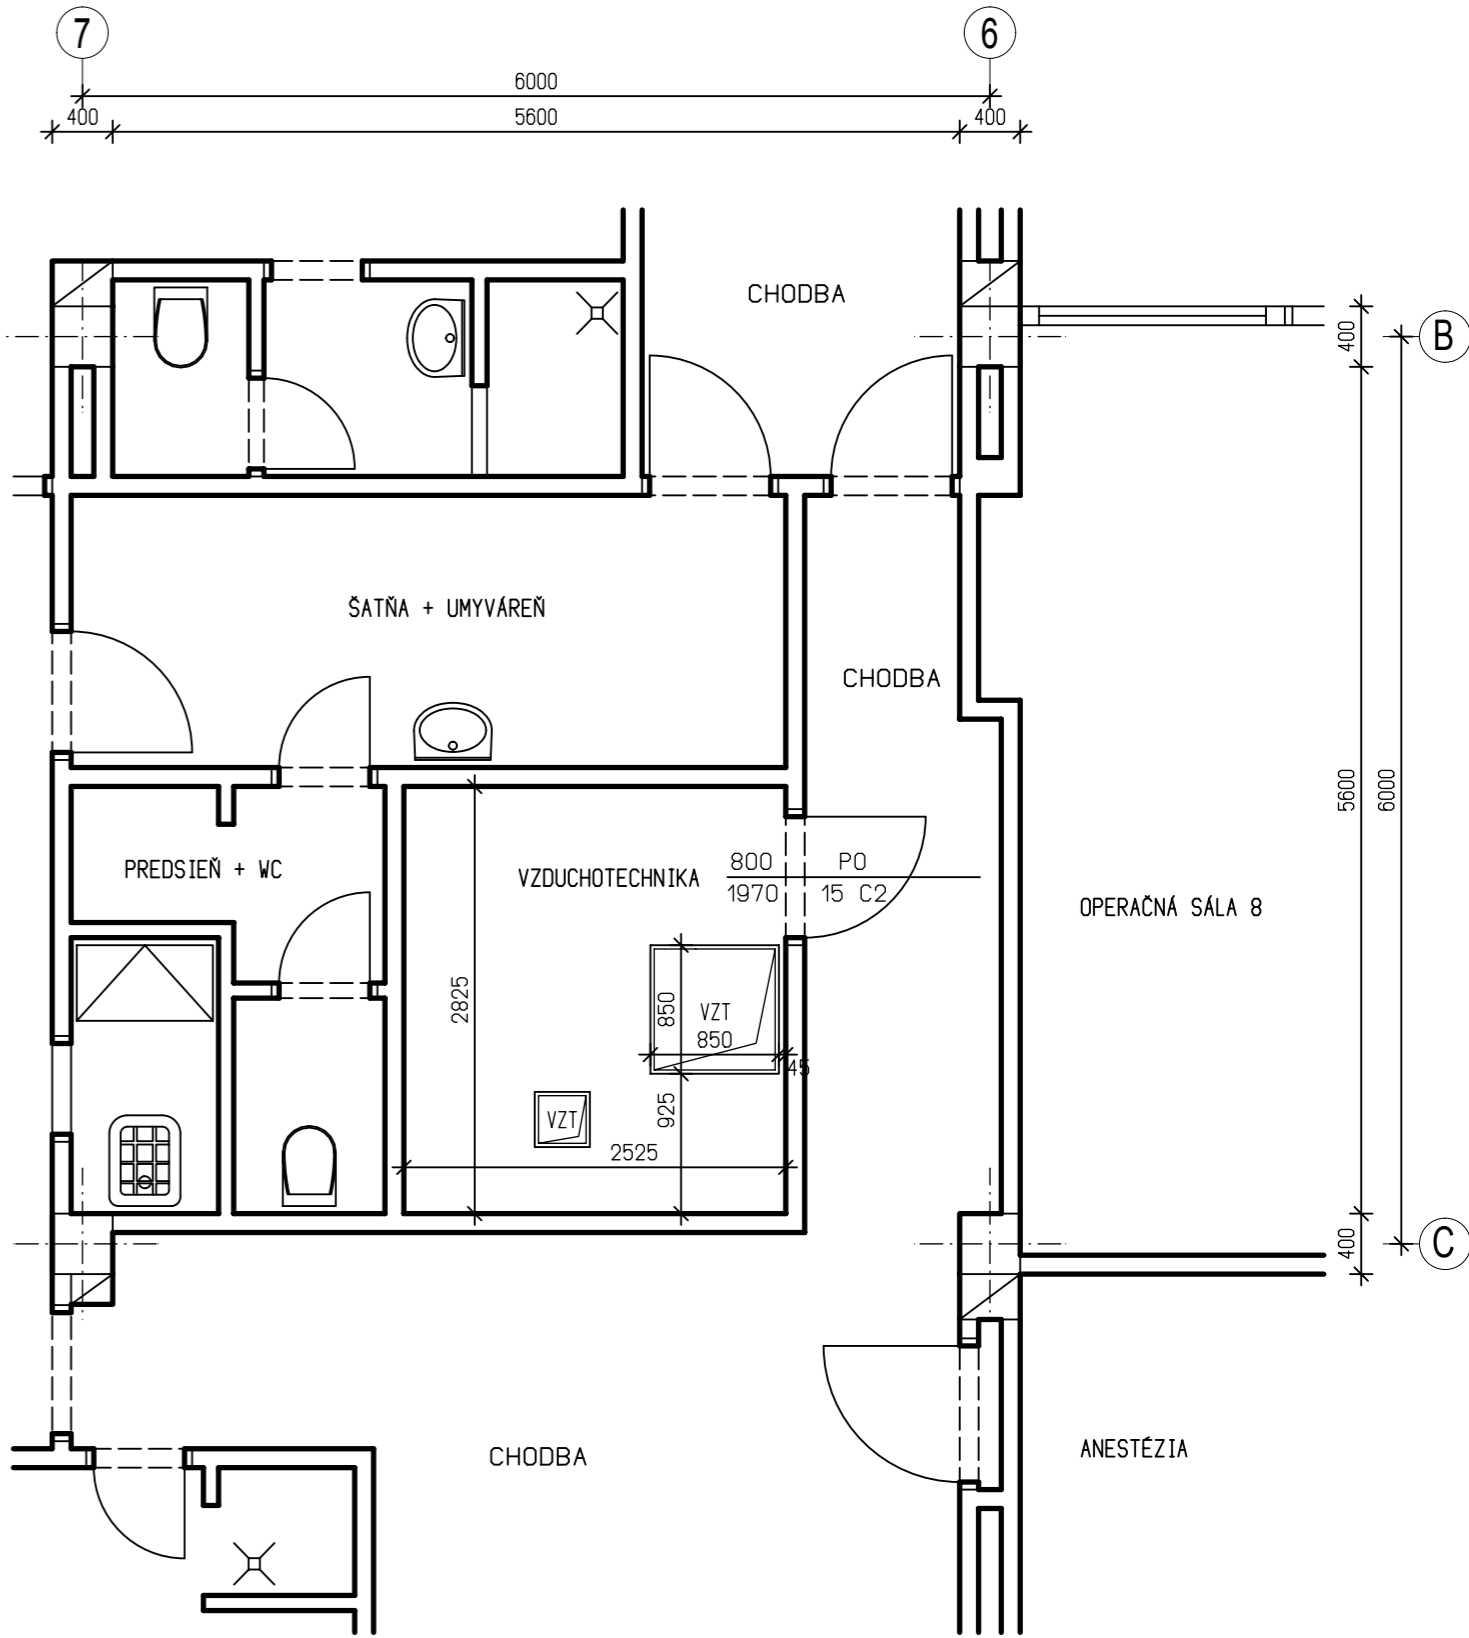 7
6
6000
400
5600
400
CHODBA
B
400
ŠATŇA + UMYVÁREŇ
CHODBA
5600
6000
PREDSIEŇ + WC
VZDUCHOTECHNIKA
800
PO
1970
15 C2
OPERAČNÁ SÁLA 8
2825
850
VZT
850
45
925
VZT
2525
400
C
CHODBA
ANESTÉZIA